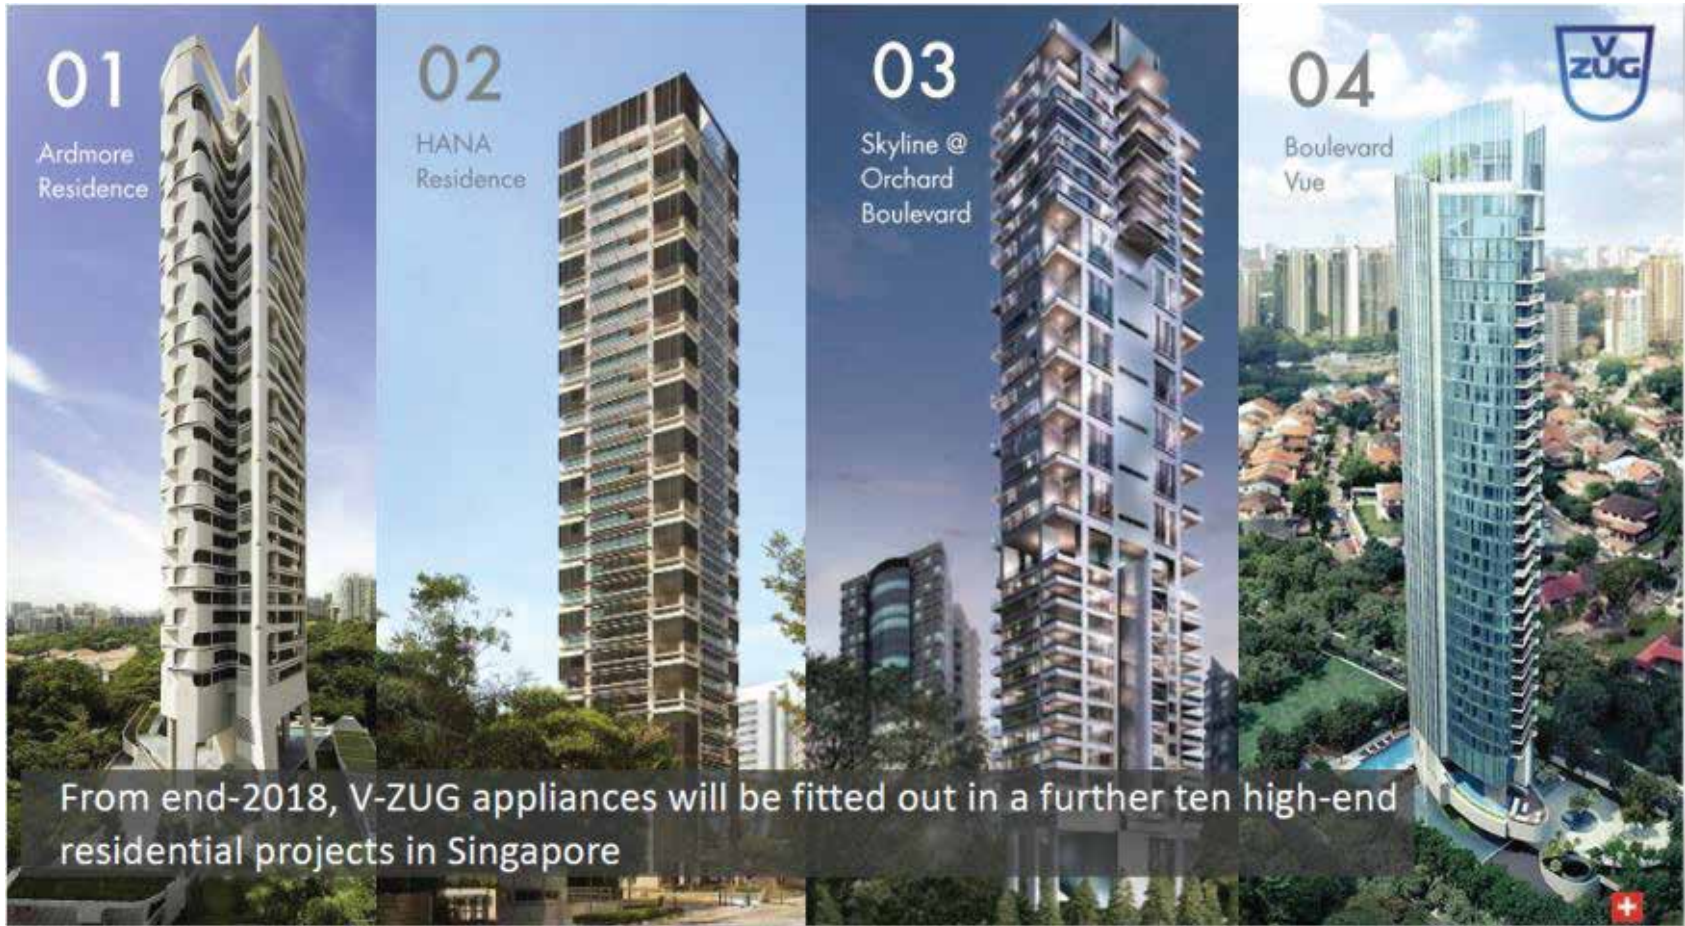 01
Ardmore
Residence
02
HANA
Residence
03
Skyline @
Orchard
Boulevard
04
Boulevard
Vue
V
ZUG
From end-2018, V-ZUG appliances will be fitted out in a further ten high-end
residential projects in Singapore